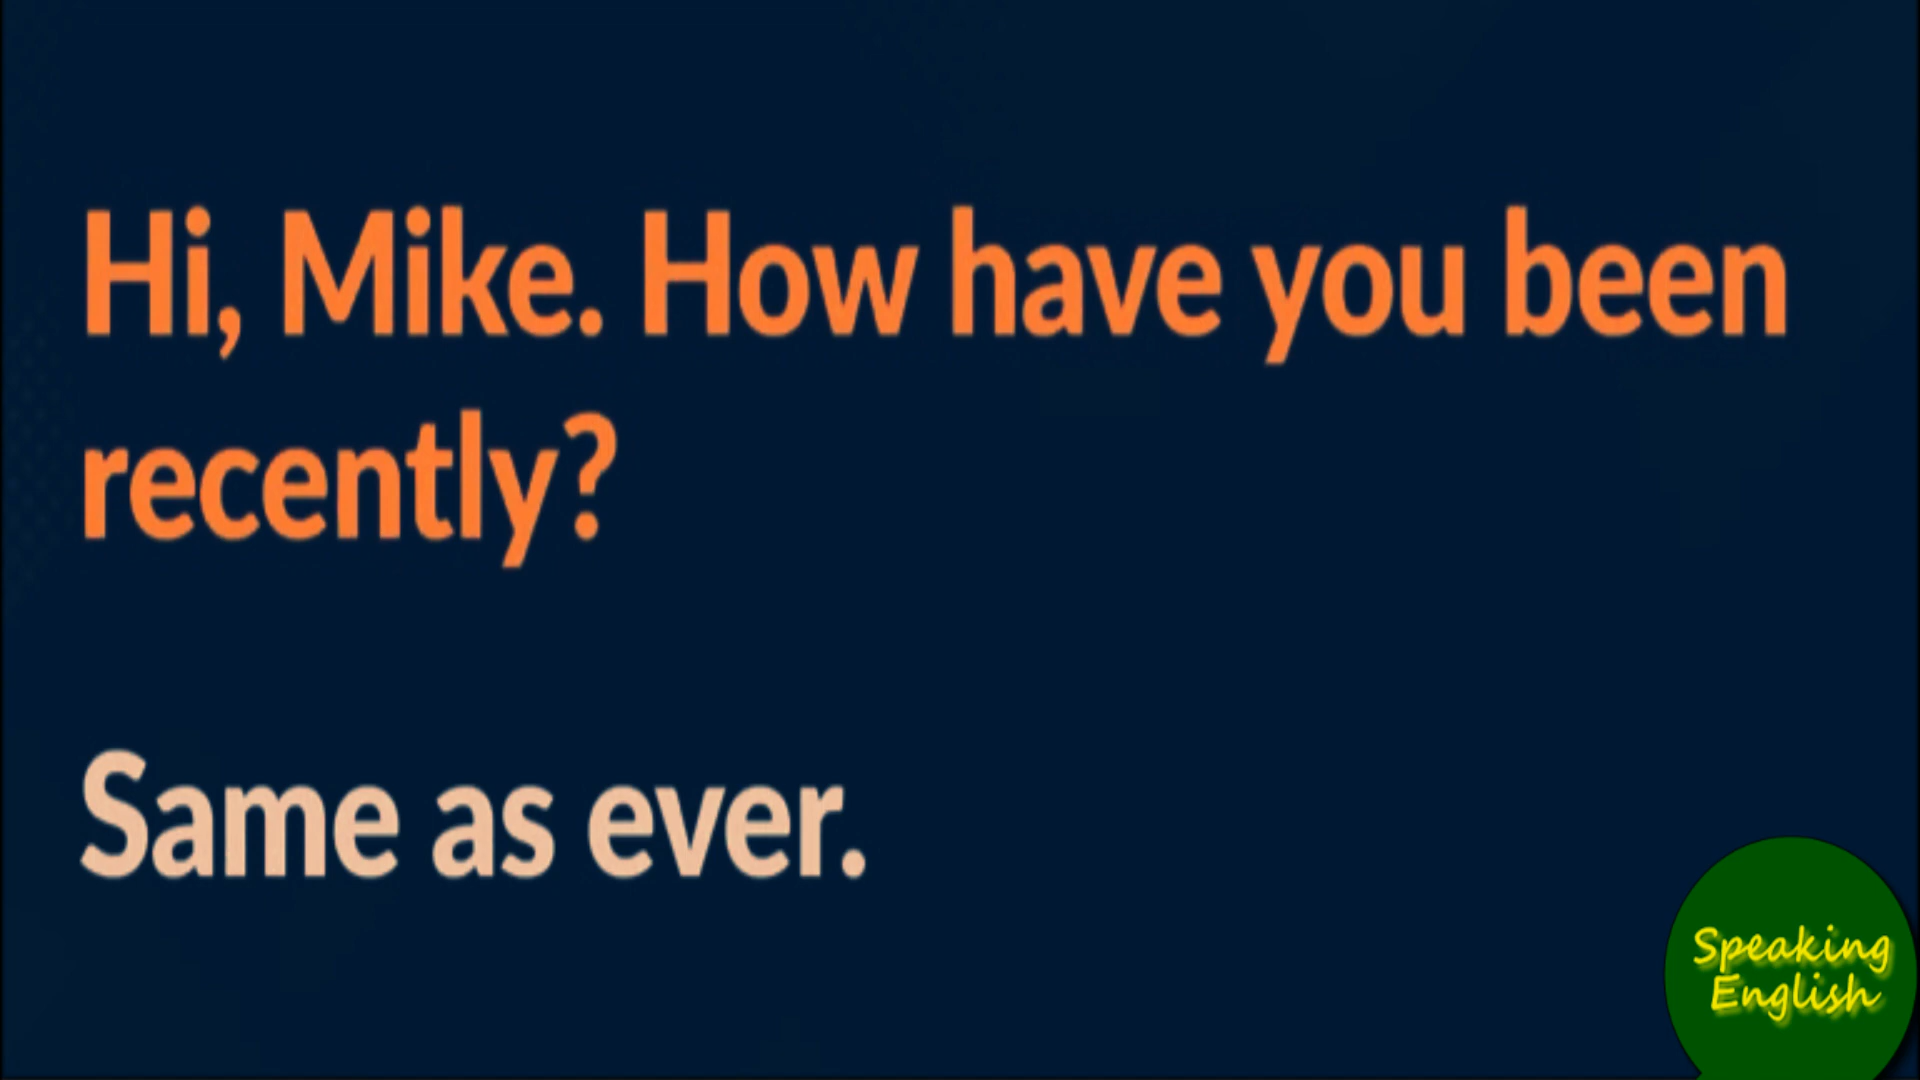 Hi, Mike. How have you been
recently?
Same as ever.
Speaking
English